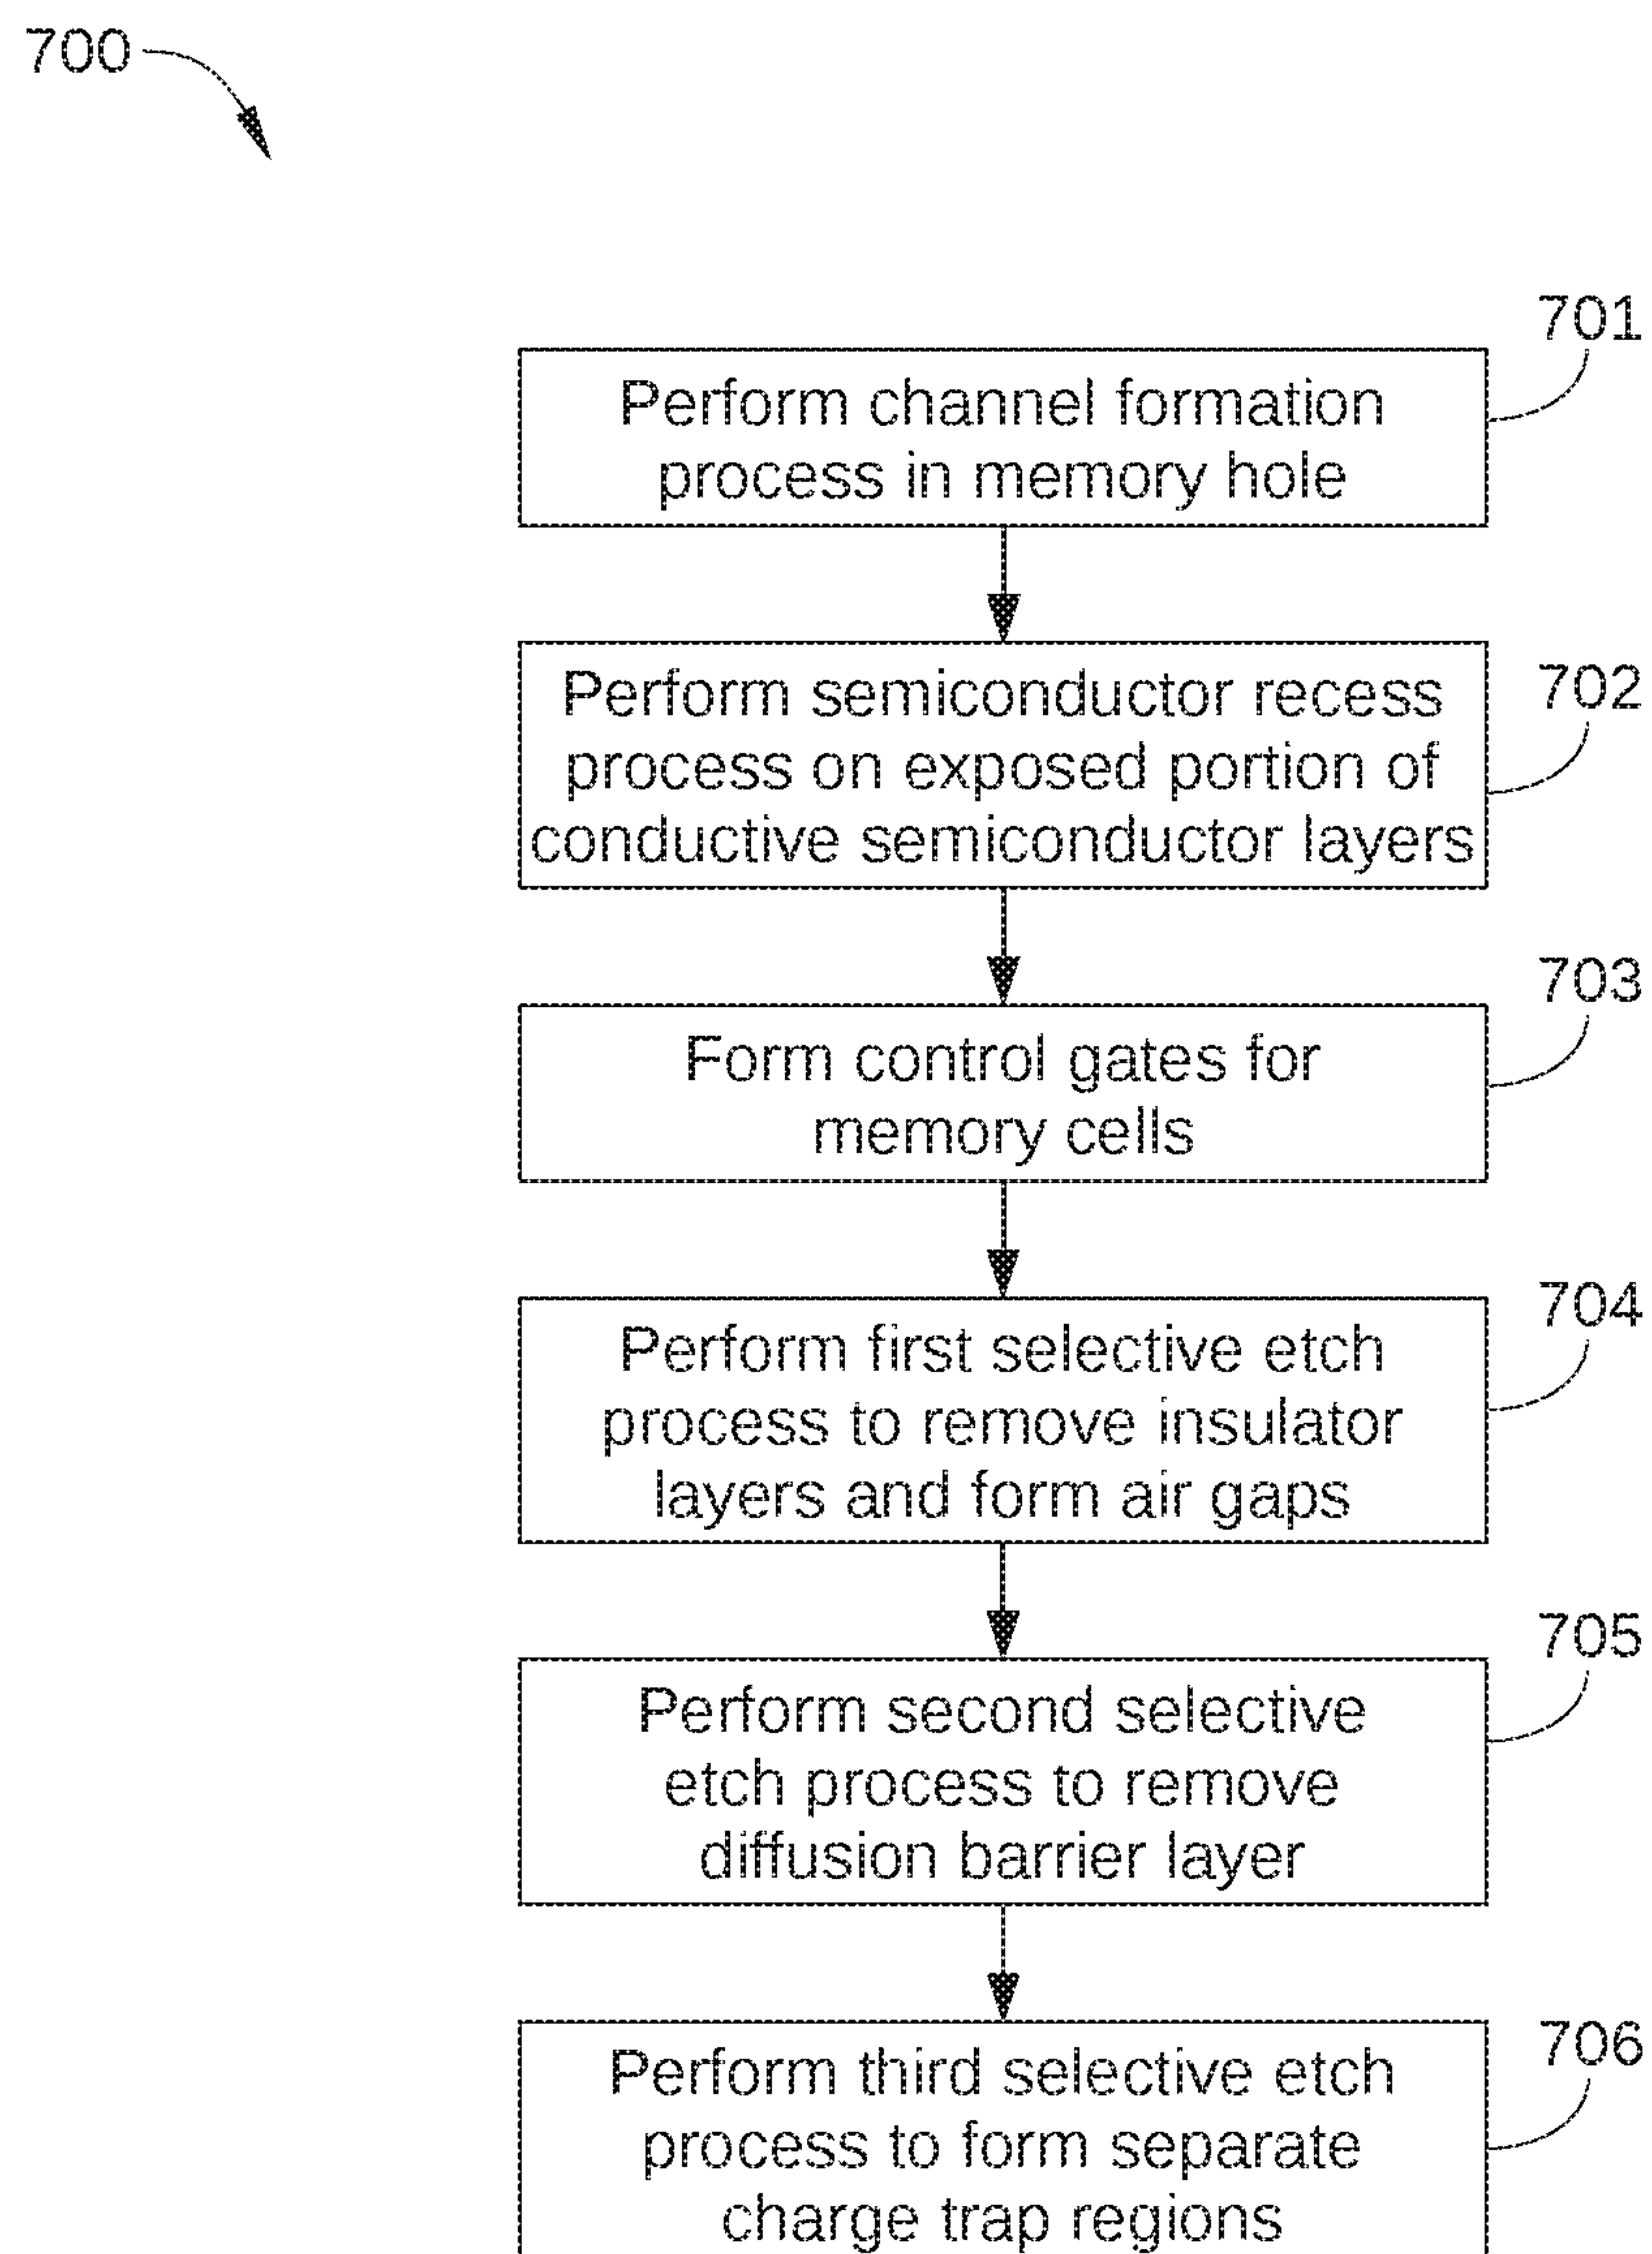 700
701
Perform channel formation
process in memory hole
702
Perform semiconductor recess
process on exposed portion of
conductive semiconductor layers
703
Form control gates for
memory cells
704
Perform first selective etch
process to remove insulator
layers and form air gaps
705
Perform second selective
etch process to remove
diffusion barrier layer
706
Perform third selective etch
process to form separate
charge trap regions